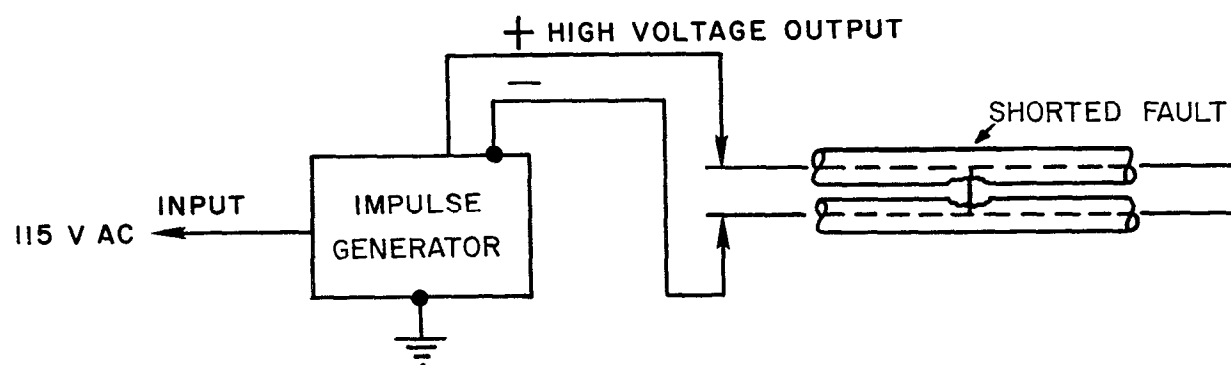 + HIGH VOLTAGE OUTPUT
−
SHORTED FAULT
INPUT
115 V AC
IMPULSE
GENERATOR